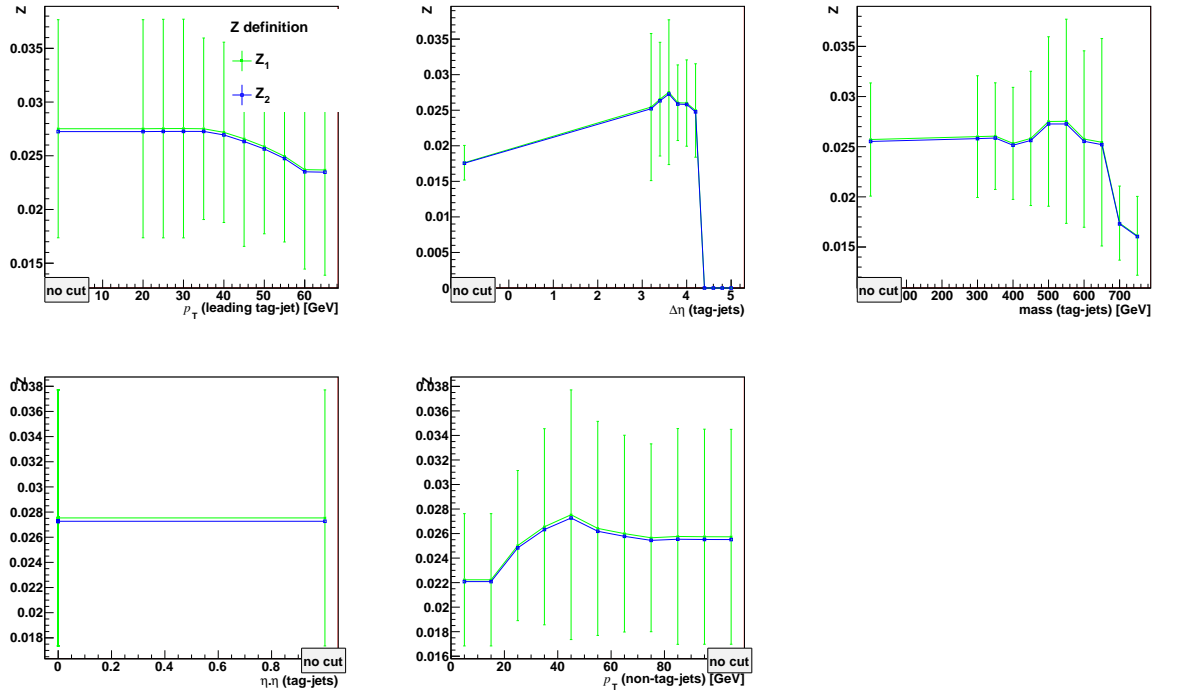 Z
0.035
0.03
0.025
0.02
0.015
no cut
10 20 30 40 50 60
pT (leading tag-jet) [GeV]
Z definition
Z1
Z2
Z
0.035
0.03
0.025
0.02
0.015
0.01
0.005
0
no cut
0 1 2 3 4 5
Δη (tag-jets)
Z
0.035
0.03
0.025
0.02
0.015
no cut
00 200 300 400 500 600 700
mass (tag-jets) [GeV]
Z
0.038
0.036
0.034
0.032
0.03
0.028
0.026
0.024
0.022
0.02
0.018
0 0.2 0.4 0.6 0.8
no cut
η.η (tag-jets)
Z
0.038
0.036
0.034
0.032
0.03
0.028
0.026
0.024
0.022
0.02
0.018
0.016
0 20 40 60 80
no cut
pT (non-tag-jets) [GeV]